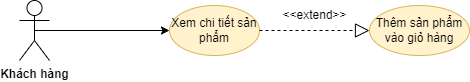 Xem chi tiết sản
phẩm
<<extend>>
Thêm sản phẩm
vào giỏ hàng
Khách hàng